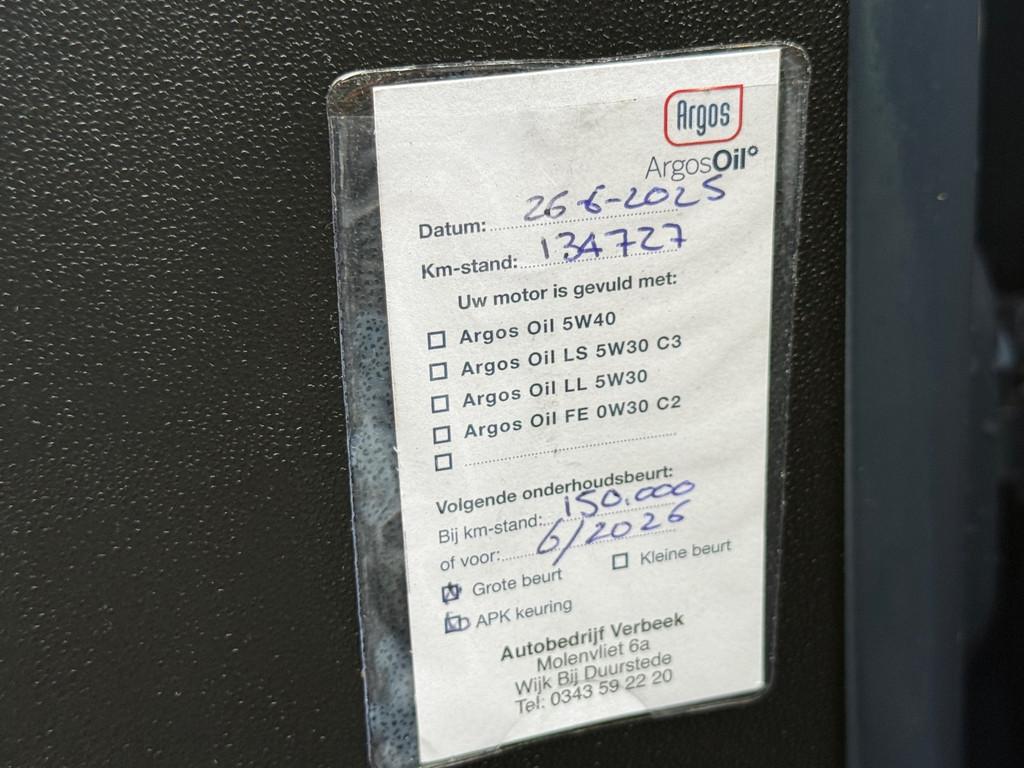 Argos
ArgosOil°
Datum: 26-6-2025
Km-stand: 134727
Uw motor is gevuld met:
☐ Argos Oil 5W40
☐ Argos Oil LS 5W30 C3
☐ Argos Oil LL 5W30
☐ Argos Oil FE 0W30 C2
☐
Volgende onderhoudsbeurt:
Bij km-stand: 150.000
of voor: 6/2026
☒ Grote beurt ☐ Kleine beurt
☒ APK keuring
Autobedrijf Verbeek
Molenvliet 6a
Wijk Bij Duurstede
Tel: 0343 59 22 20